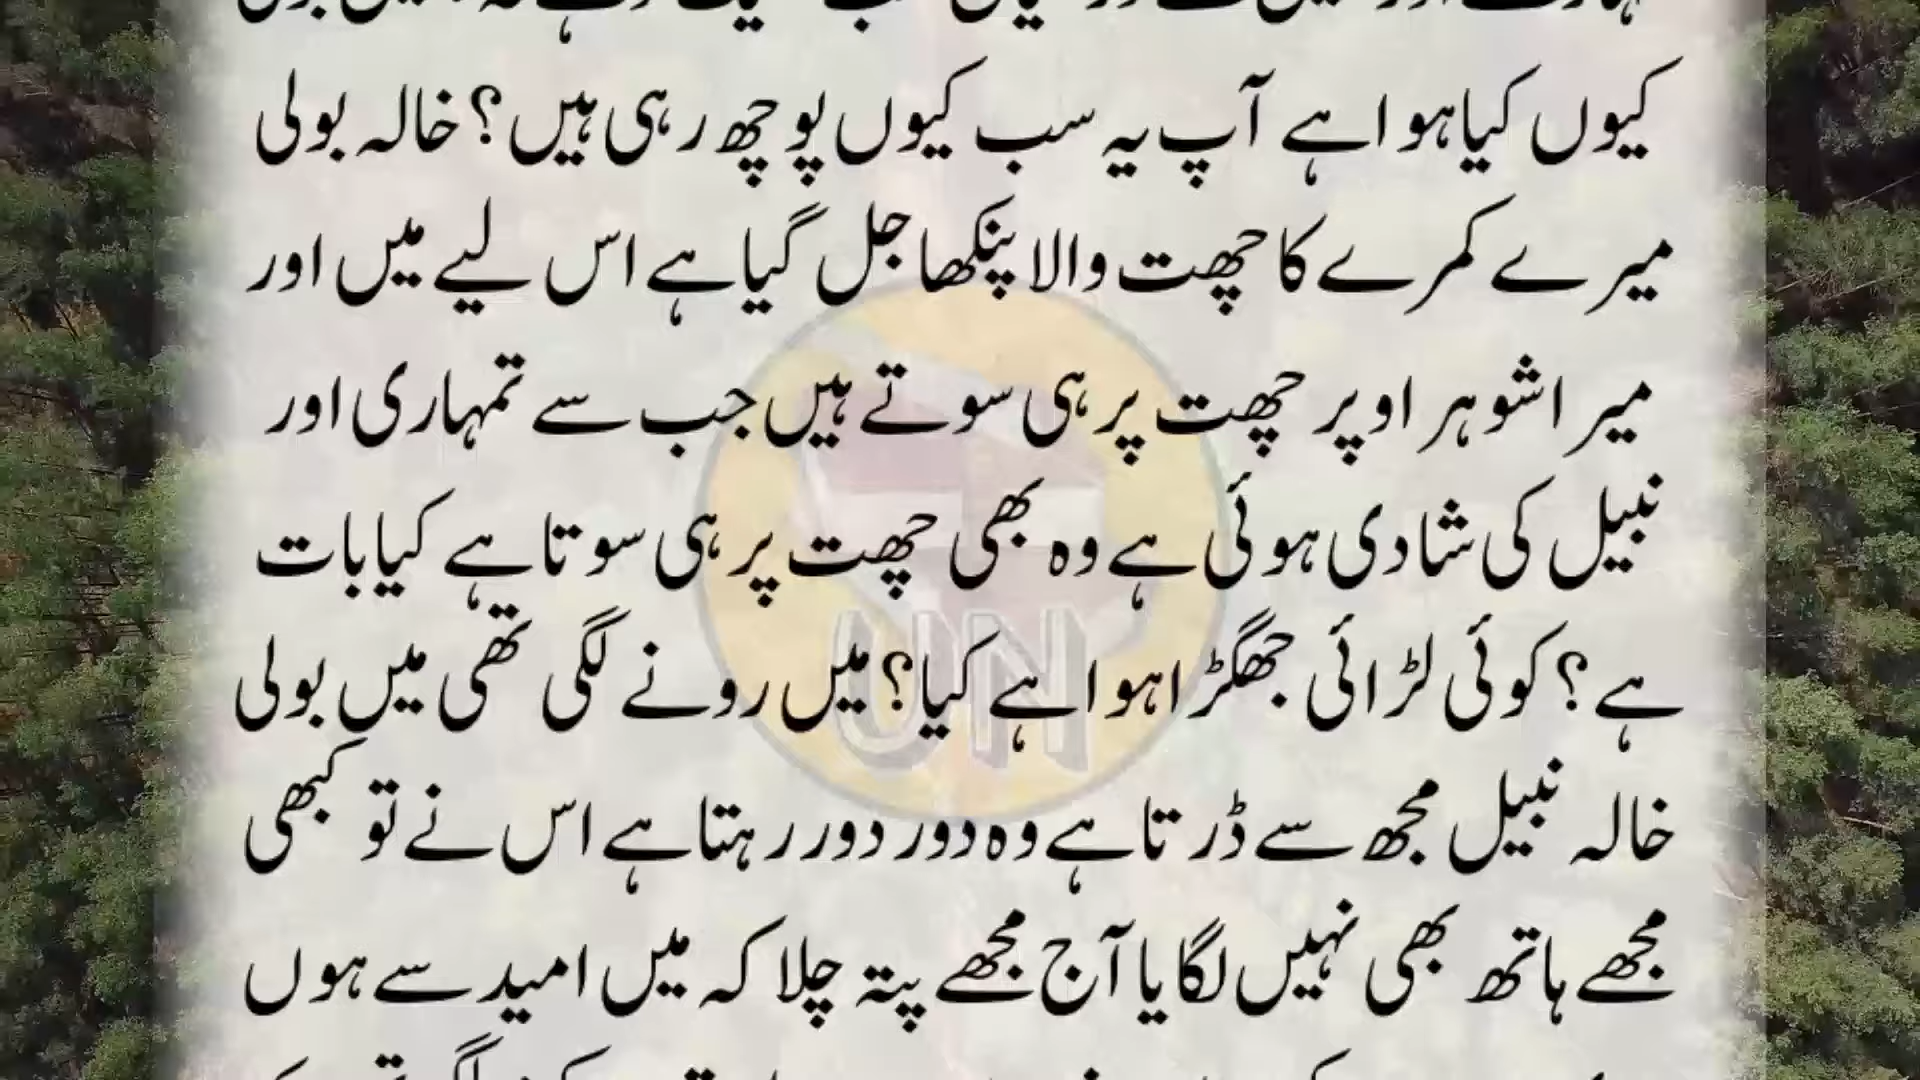 کیوں کیا ہوا ہے آپ یہ سب کیوں پوچھ رہی ہیں؟ خالہ بولی
میرے کمرے کا چھت والا پنکھا جل گیا ہے اس لیے میں اور
میرا شوہر اوپر چھت پر ہی سوتے ہیں جب سے تمہاری اور
نبیل کی شادی ہوئی ہے وہ بھی چھت پر ہی سوتا ہے کیا بات
ہے؟ کوئی لڑائی جھگڑا ہوا ہے کیا؟ میں رونے لگی تھی میں بولی
خالہ نبیل مجھ سے ڈرتا ہے وہ دور دور رہتا ہے اس نے تو کبھی
مجھے ہاتھ بھی نہیں لگایا آج مجھے پتہ چلا کہ میں امید سے ہوں
UN